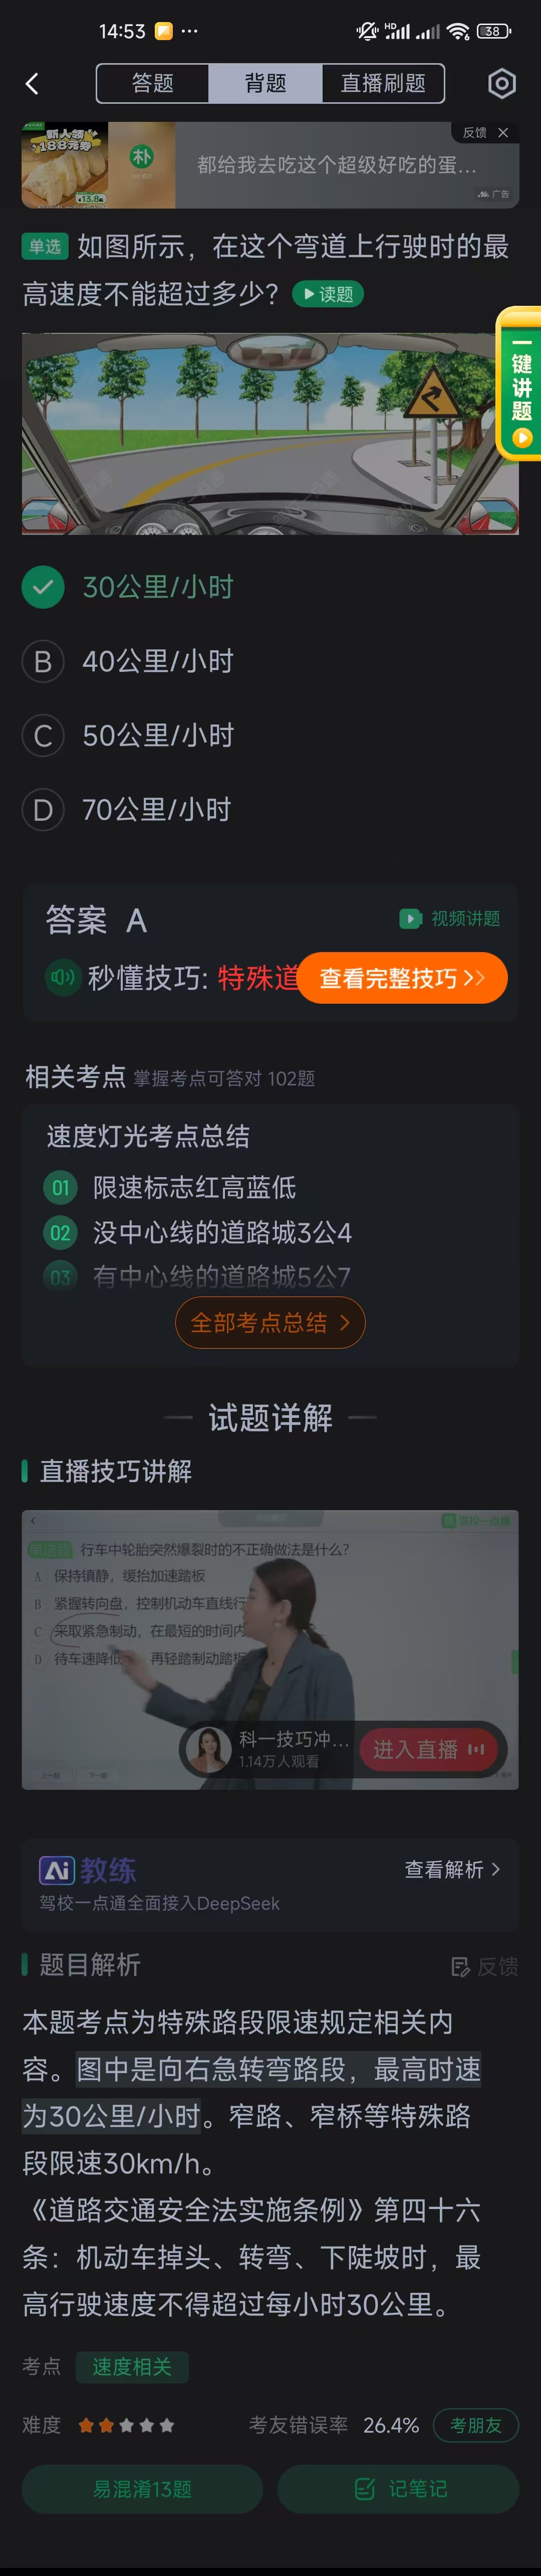 14:53
HD
38
答题
背题
直播刷题
新人领
188元券
¥13.8
朴
都给我去吃这个超级好吃的蛋...
反馈 ×
广告
单选 如图所示，在这个弯道上行驶时的最
高速度不能超过多少? 读题
一键讲题
30公里/小时
B 40公里/小时
C 50公里/小时
D 70公里/小时
答案 A
视频讲题
秒懂技巧: 特殊道
查看完整技巧
相关考点 掌握考点可答对 102题
速度灯光考点总结
01 限速标志红高蓝低
02 没中心线的道路城3公4
03 有中心线的道路城5公7
全部考点总结
试题详解
直播技巧讲解
驾校一点通
单选题 行车中轮胎突然爆裂时的不正确做法是什么?
A 保持镇静，缓抬加速踏板
B 紧握转向盘，控制机动车直线行
C 采取紧急制动，在最短的时间内
D 待车速降低 再轻踏制动踏板
科一技巧冲...
1.14万人观看
进入直播
上一题
下一题
Ai 教练
查看解析
驾校一点通全面接入DeepSeek
题目解析
反馈
本题考点为特殊路段限速规定相关内
容。图中是向右急转弯路段，最高时速
为30公里/小时。窄路、窄桥等特殊路
段限速30km/h。
《道路交通安全法实施条例》第四十六
条：机动车掉头、转弯、下陡坡时，最
高行驶速度不得超过每小时30公里。
考点 速度相关
难度
考友错误率 26.4%
考朋友
易混淆13题
记笔记